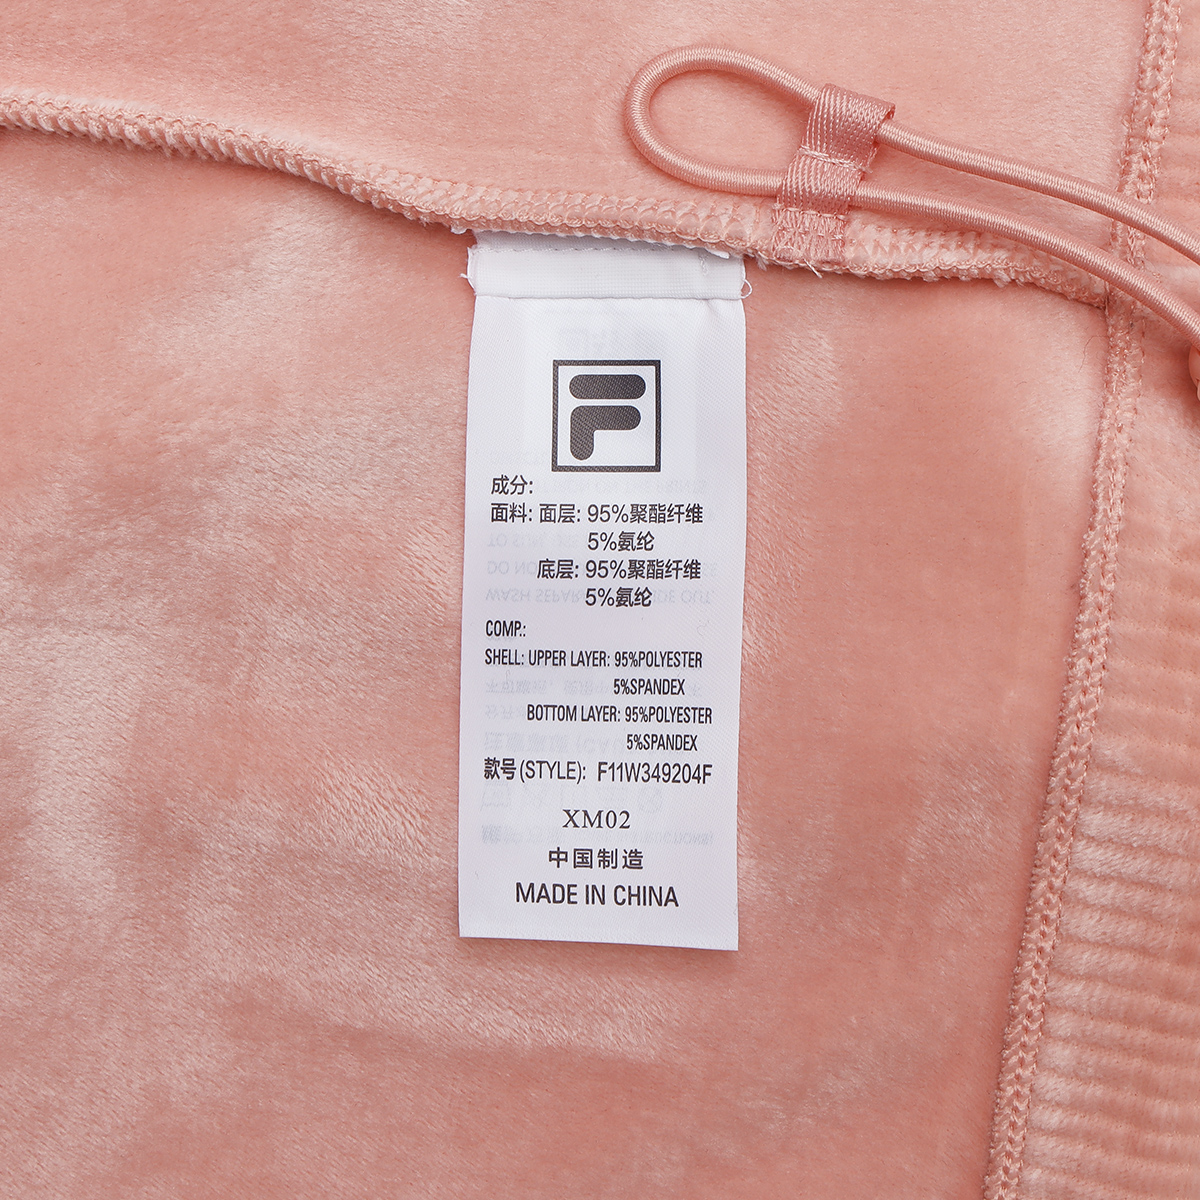 F
成分:
面料: 面层: 95%聚酯纤维
5%氨纶
底层: 95%聚酯纤维
5%氨纶
COMP.:
SHELL: UPPER LAYER: 95%POLYESTER
5%SPANDEX
BOTTOM LAYER: 95%POLYESTER
5%SPANDEX
款号(STYLE): F11W349204F
XM02
中国制造
MADE IN CHINA